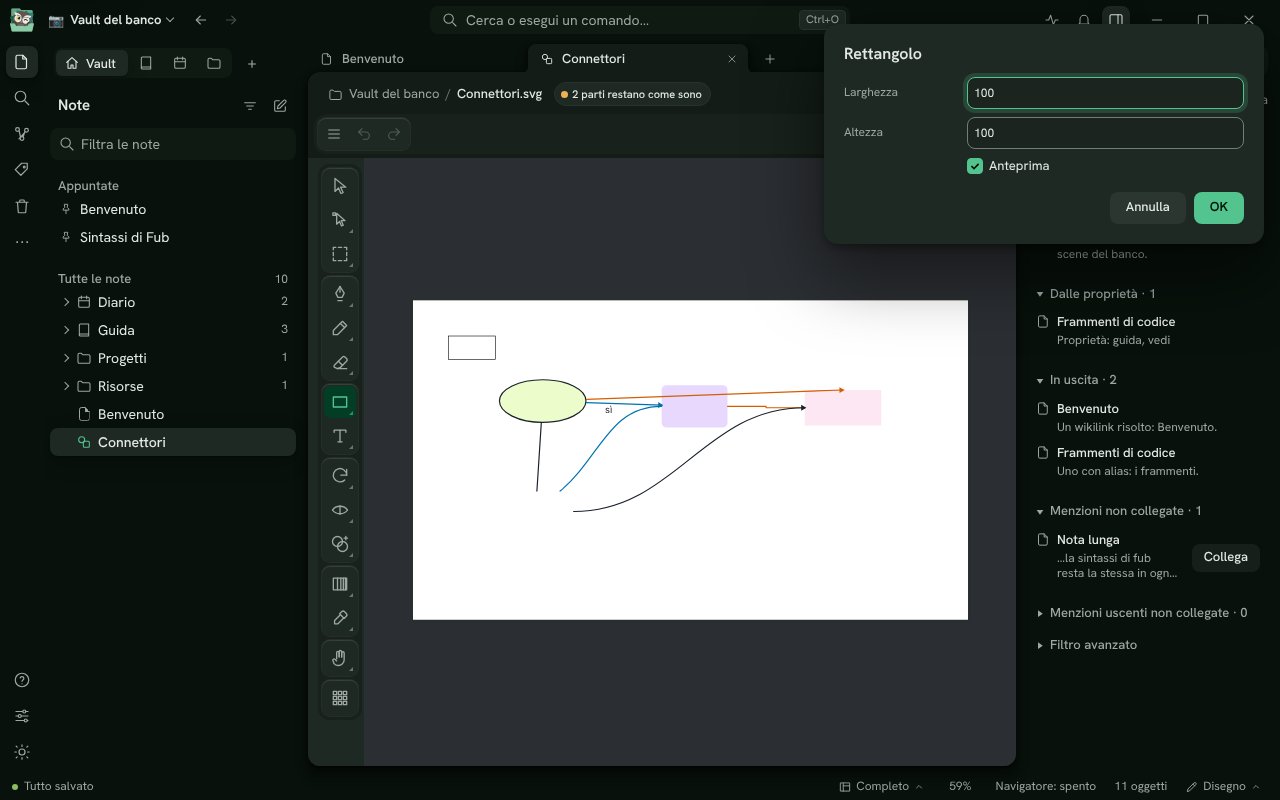 Vault del banco
Cerca o esegui un comando…
Ctrl+O
Vault
Benvenuto
Connettori
Note
Filtra le note
Appuntate
Benvenuto
Sintassi di Fub
Tutte le note 10
Diario 2
Guida 3
Progetti 1
Risorse 1
Benvenuto
Connettori
Vault del banco / Connettori.svg
2 parti restano come sono
sì
Rettangolo
Larghezza 100
Altezza 100
Anteprima
Annulla OK
scene del banco.
Dalle proprietà · 1
Frammenti di codice
Proprietà: guida, vedi
In uscita · 2
Benvenuto
Un wikilink risolto: Benvenuto.
Frammenti di codice
Uno con alias: i frammenti.
Menzioni non collegate · 1
Nota lunga
…la sintassi di fub
resta la stessa in ogn…
Collega
Menzioni uscenti non collegate · 0
Filtro avanzato
Tutto salvato
Completo
59%
Navigatore: spento
11 oggetti
Disegno